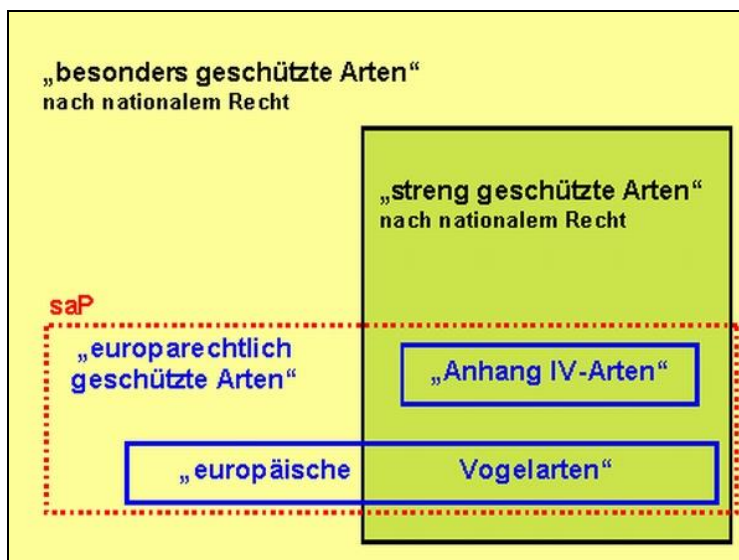 „besonders geschützte Arten“
nach nationalem Recht
„streng geschützte Arten“
nach nationalem Recht
saP
„europarechtlich
geschützte Arten“
„Anhang IV-Arten“
„europäische Vogelarten“